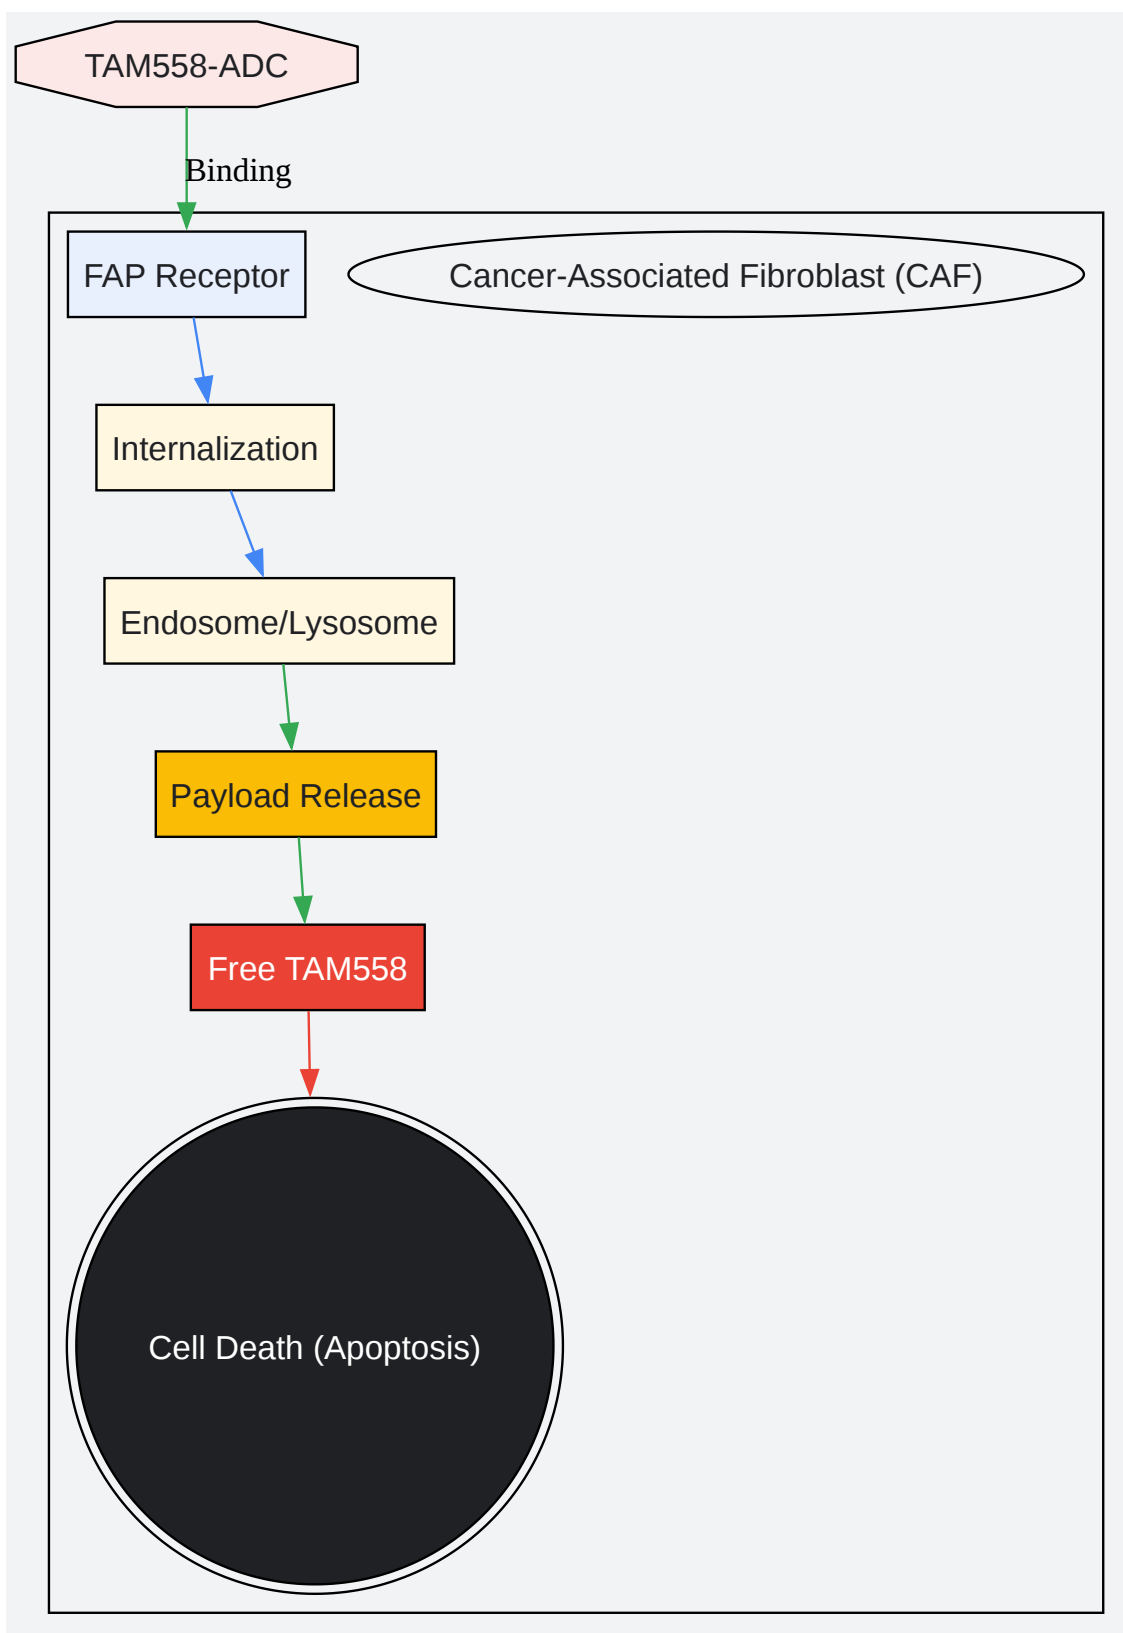 TAM558-ADC
Binding
FAP Receptor
Cancer-Associated Fibroblast (CAF)
Internalization
Endosome/Lysosome
Payload Release
Free TAM558
Cell Death (Apoptosis)